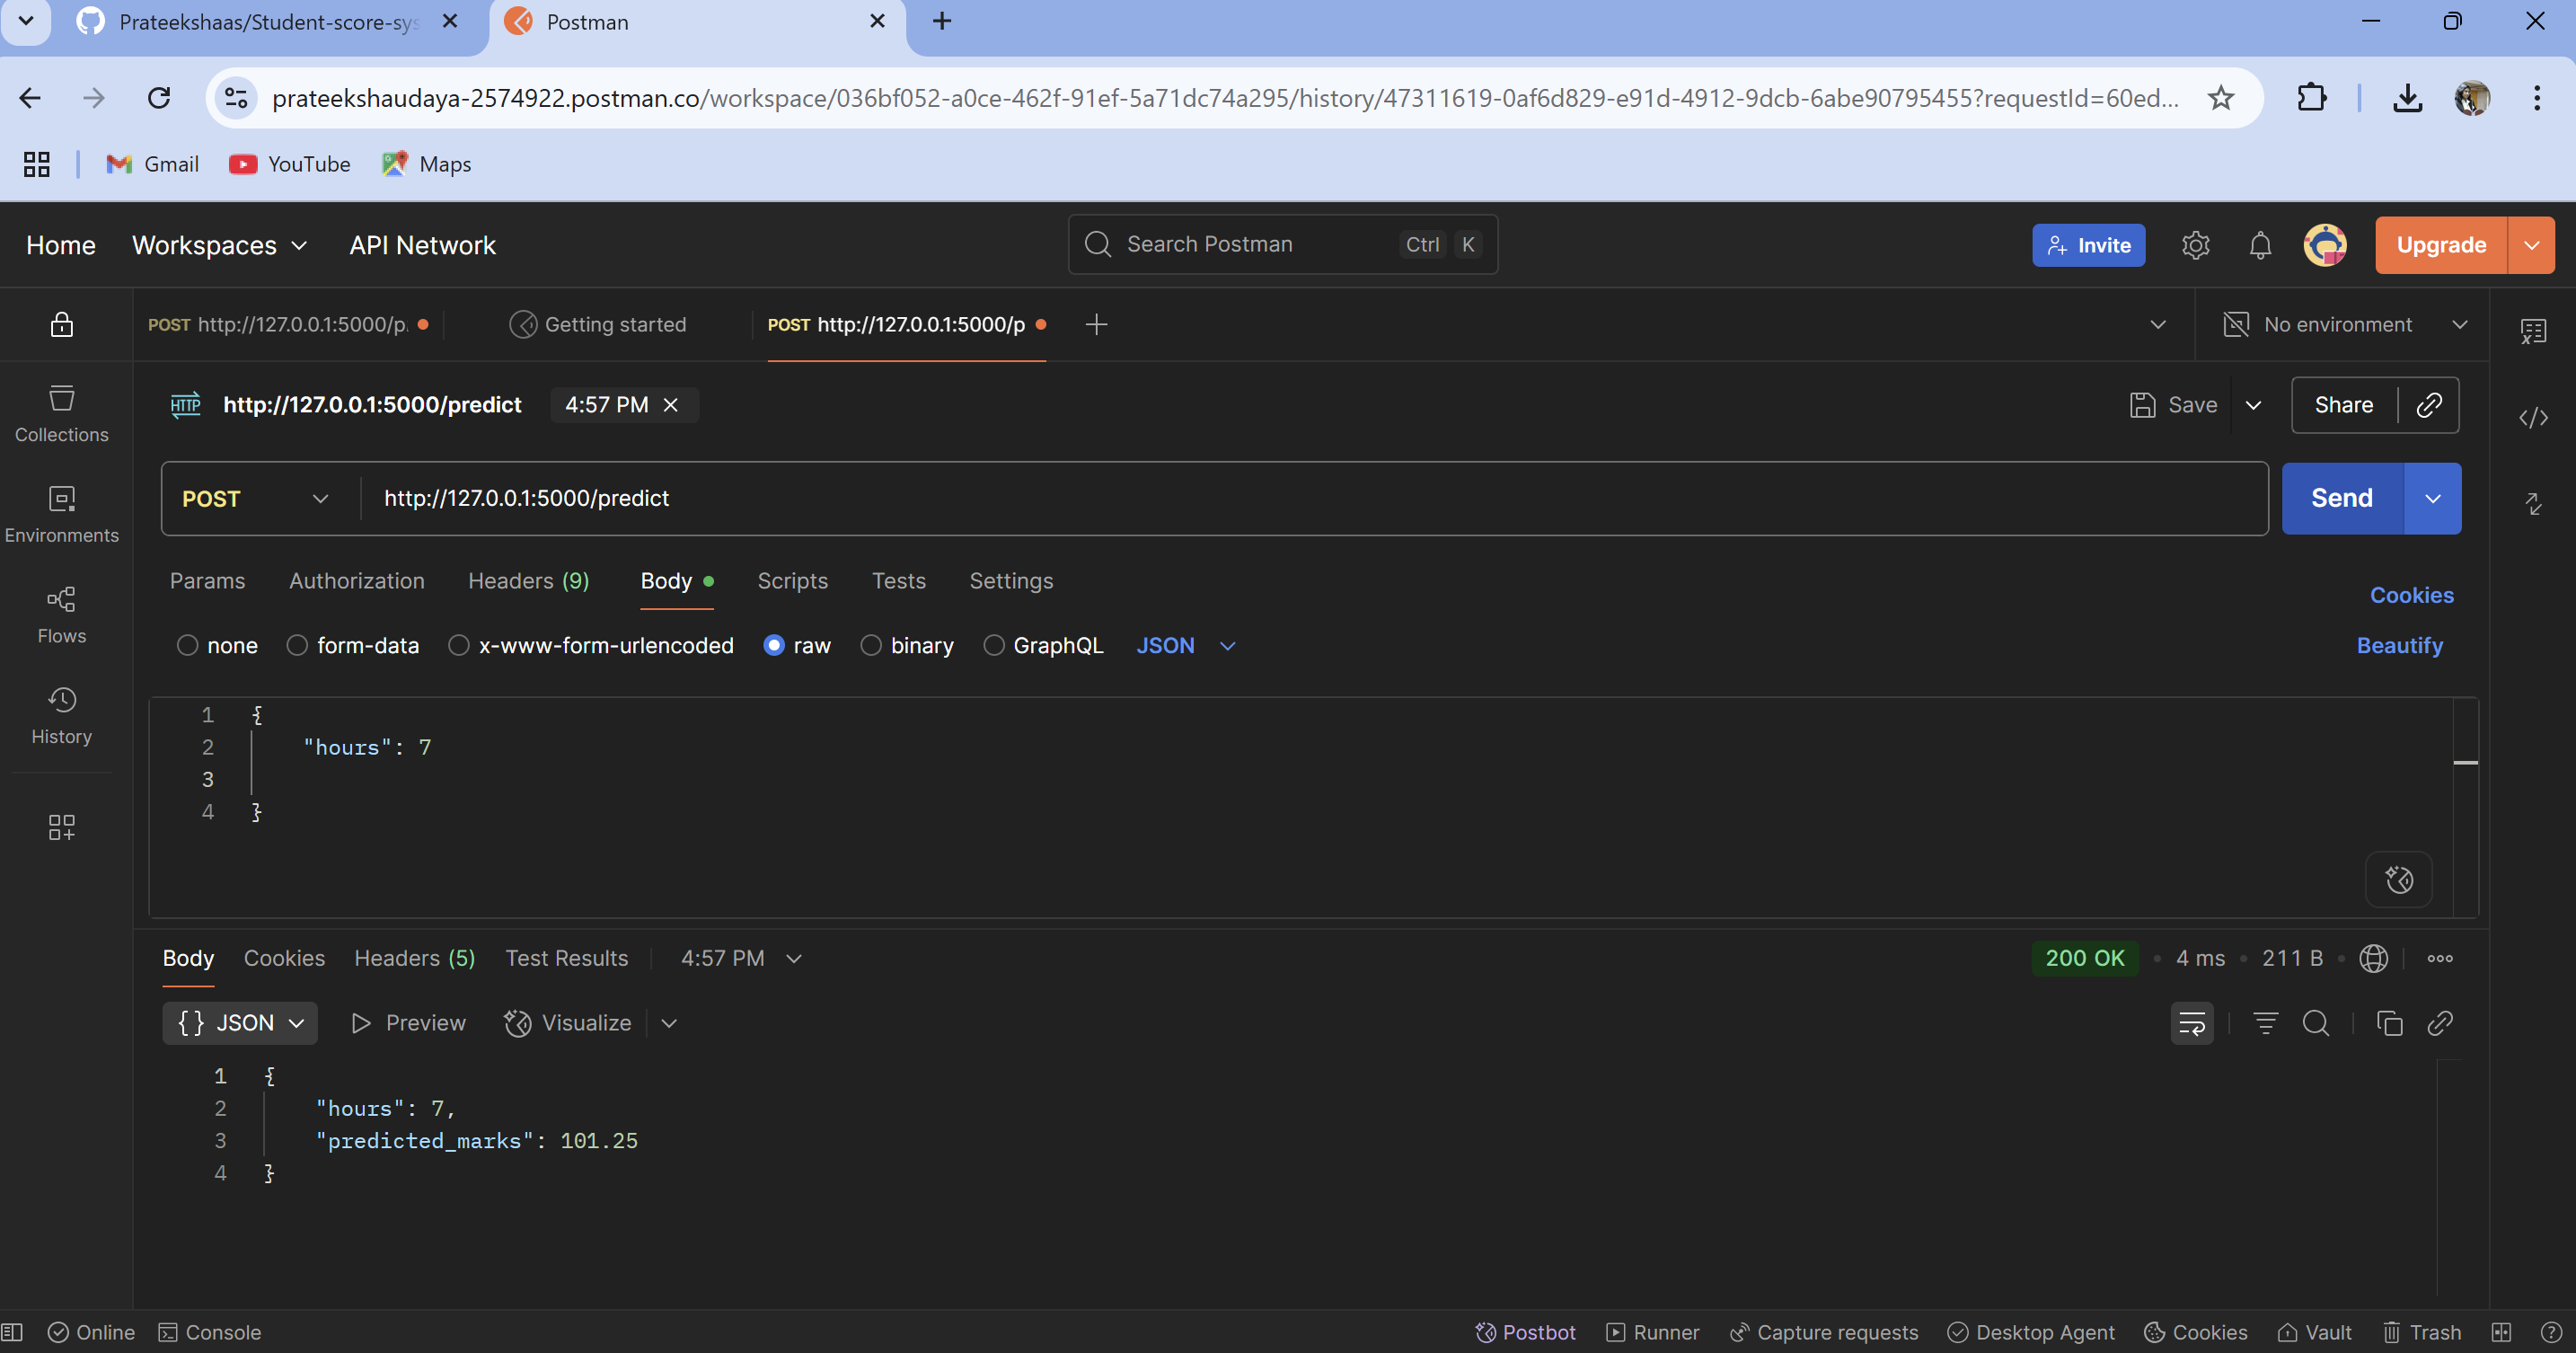 Prateekshaas/Student-score-sys
Postman
prateekshaudaya-2574922.postman.co/workspace/036bf052-a0ce-462f-91ef-5a71dc74a295/history/47311619-0af6d829-e91d-4912-9dcb-6abe90795455?requestId=60ed...
Gmail YouTube Maps
Home Workspaces API Network Search Postman Ctrl K Invite Upgrade
POST http://127.0.0.1:5000/p. Getting started POST http://127.0.0.1:5000/p No environment
HTTP http://127.0.0.1:5000/predict 4:57 PM Save Share
Collections
POST http://127.0.0.1:5000/predict Send
Environments
Params Authorization Headers (9) Body Scripts Tests Settings Cookies
Flows
none form-data x-www-form-urlencoded raw binary GraphQL JSON Beautify
History
1 {
2 "hours": 7
3
4 }
Body Cookies Headers (5) Test Results 4:57 PM 200 OK 4 ms 211 B
{} JSON Preview Visualize
1 {
2 "hours": 7,
3 "predicted_marks": 101.25
4 }
Online Console Postbot Runner Capture requests Desktop Agent Cookies Vault Trash